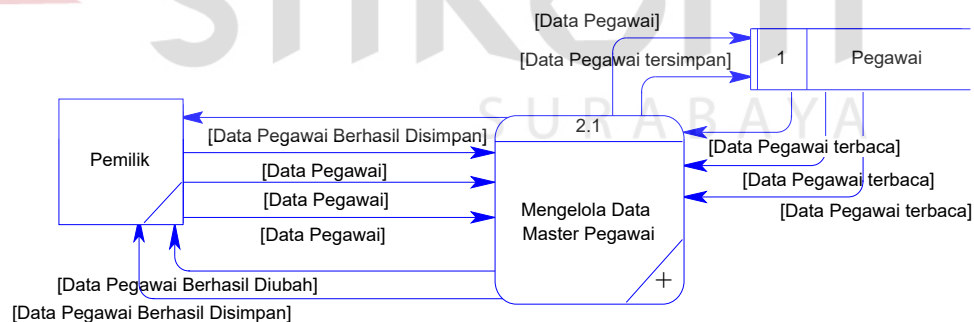 [Data Pegawai]
1 Pegawai
[Data Pegawai tersimpan]
SURABAYA
2.1
[Data Pegawai Berhasil Disimpan]
[Data Pegawai terbaca]
Pemilik
[Data Pegawai]
[Data Pegawai terbaca]
[Data Pegawai]
Mengelola Data
Master Pegawai
[Data Pegawai terbaca]
[Data Pegawai]
+
[Data Pegawai Berhasil Diubah]
[Data Pegawai Berhasil Disimpan]